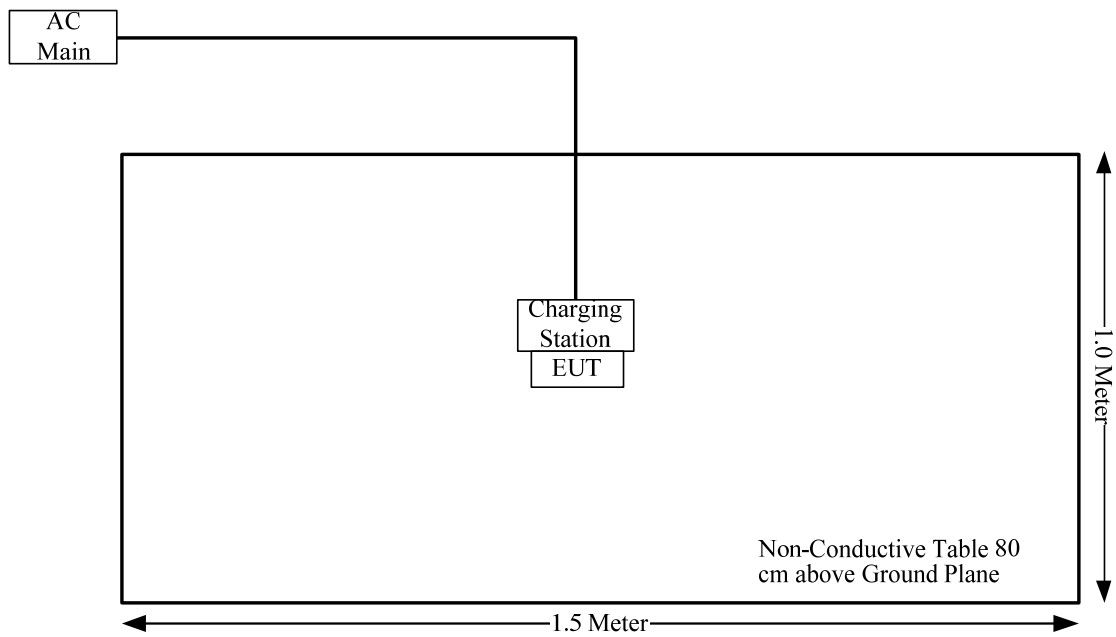 AC
Main
Charging
Station
EUT
1.0 Meter
Non-Conductive Table 80
cm above Ground Plane
1.5 Meter